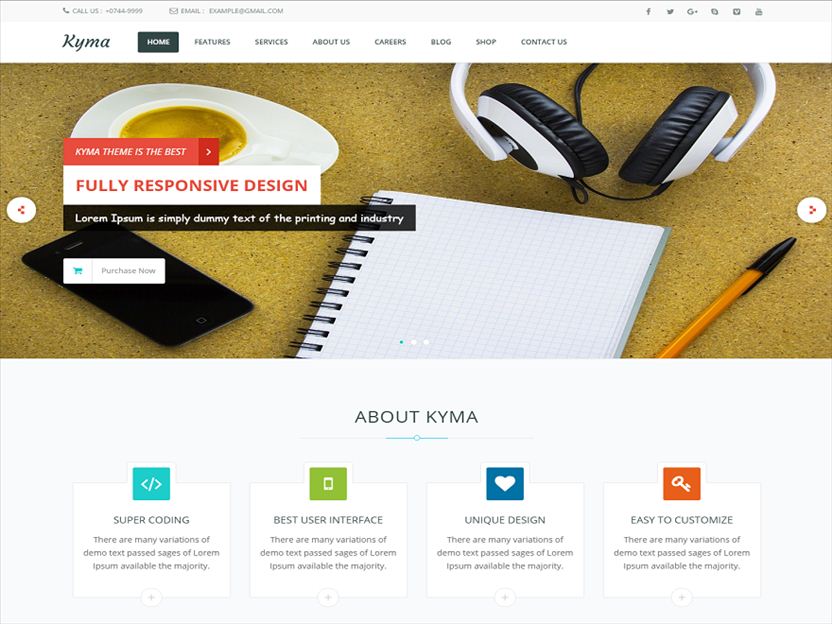 CALL US : +0744-9999 EMAIL : EXAMPLE@GMAIL.COM
Kyma HOME FEATURES SERVICES ABOUT US CAREERS BLOG SHOP CONTACT US
KYMA THEME IS THE BEST
FULLY RESPONSIVE DESIGN
Lorem Ipsum is simply dummy text of the printing and industry
Purchase Now
ABOUT KYMA
SUPER CODING
There are many variations of
demo text passed sages of Lorem
Ipsum available the majority.
BEST USER INTERFACE
There are many variations of
demo text passed sages of Lorem
Ipsum available the majority.
UNIQUE DESIGN
There are many variations of
demo text passed sages of Lorem
Ipsum available the majority.
EASY TO CUSTOMIZE
There are many variations of
demo text passed sages of Lorem
Ipsum available the majority.